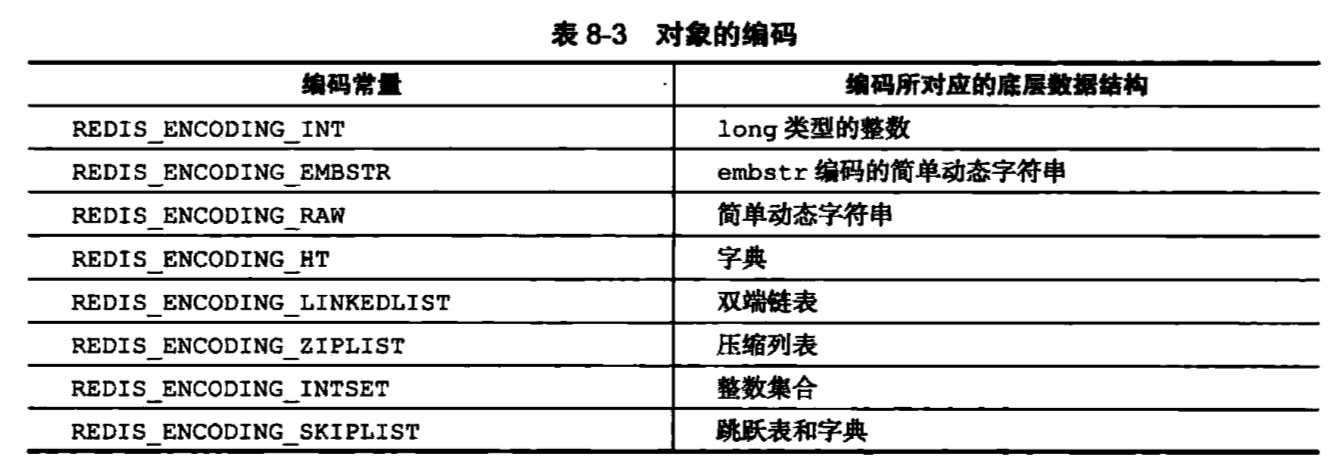 表 8-3 对象的编码
编码常量 编码所对应的底层数据结构
REDIS_ENCODING_INT long 类型的整数
REDIS_ENCODING_EMBSTR embstr 编码的简单动态字符串
REDIS_ENCODING_RAW 简单动态字符串
REDIS_ENCODING_HT 字典
REDIS_ENCODING_LINKEDLIST 双端链表
REDIS_ENCODING_ZIPLIST 压缩列表
REDIS_ENCODING_INTSET 整数集合
REDIS_ENCODING_SKIPLIST 跳跃表和字典